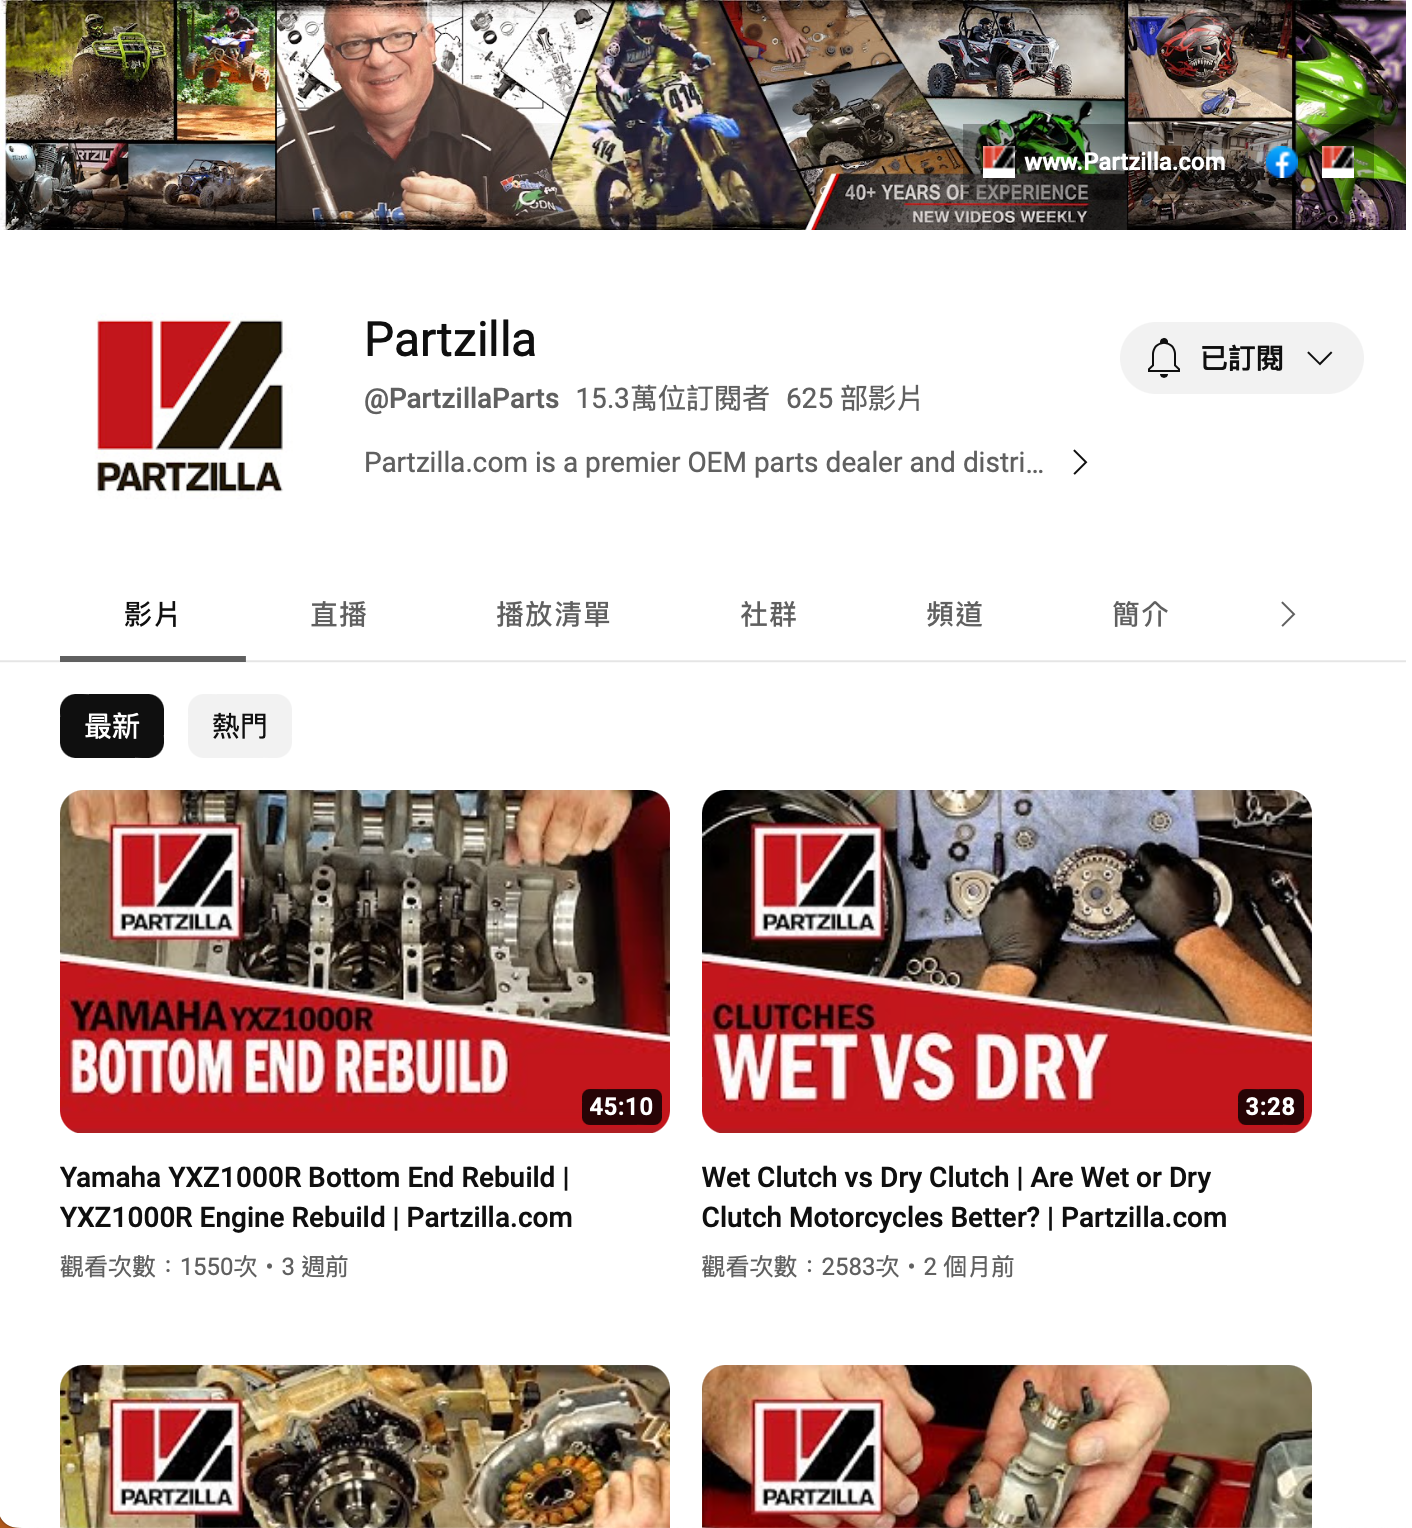 414
414
www.Partzilla.com
40+ YEARS OF EXPERIENCE
NEW VIDEOS WEEKLY
Partzilla
已訂閱
@PartzillaParts 15.3萬位訂閱者 625 部影片
PARTZILLA
Partzilla.com is a premier OEM parts dealer and distri...
影片 直播 播放清單 社群 頻道 簡介
最新 熱門
PARTZILLA
YAMAHA YXZ1000R
BOTTOM END REBUILD
45:10
PARTZILLA
CLUTCHES
WET VS DRY
3:28
Yamaha YXZ1000R Bottom End Rebuild |
YXZ1000R Engine Rebuild | Partzilla.com
觀看次數：1550次・3 週前
Wet Clutch vs Dry Clutch | Are Wet or Dry
Clutch Motorcycles Better? | Partzilla.com
觀看次數：2583次・2 個月前
PARTZILLA
PARTZILLA